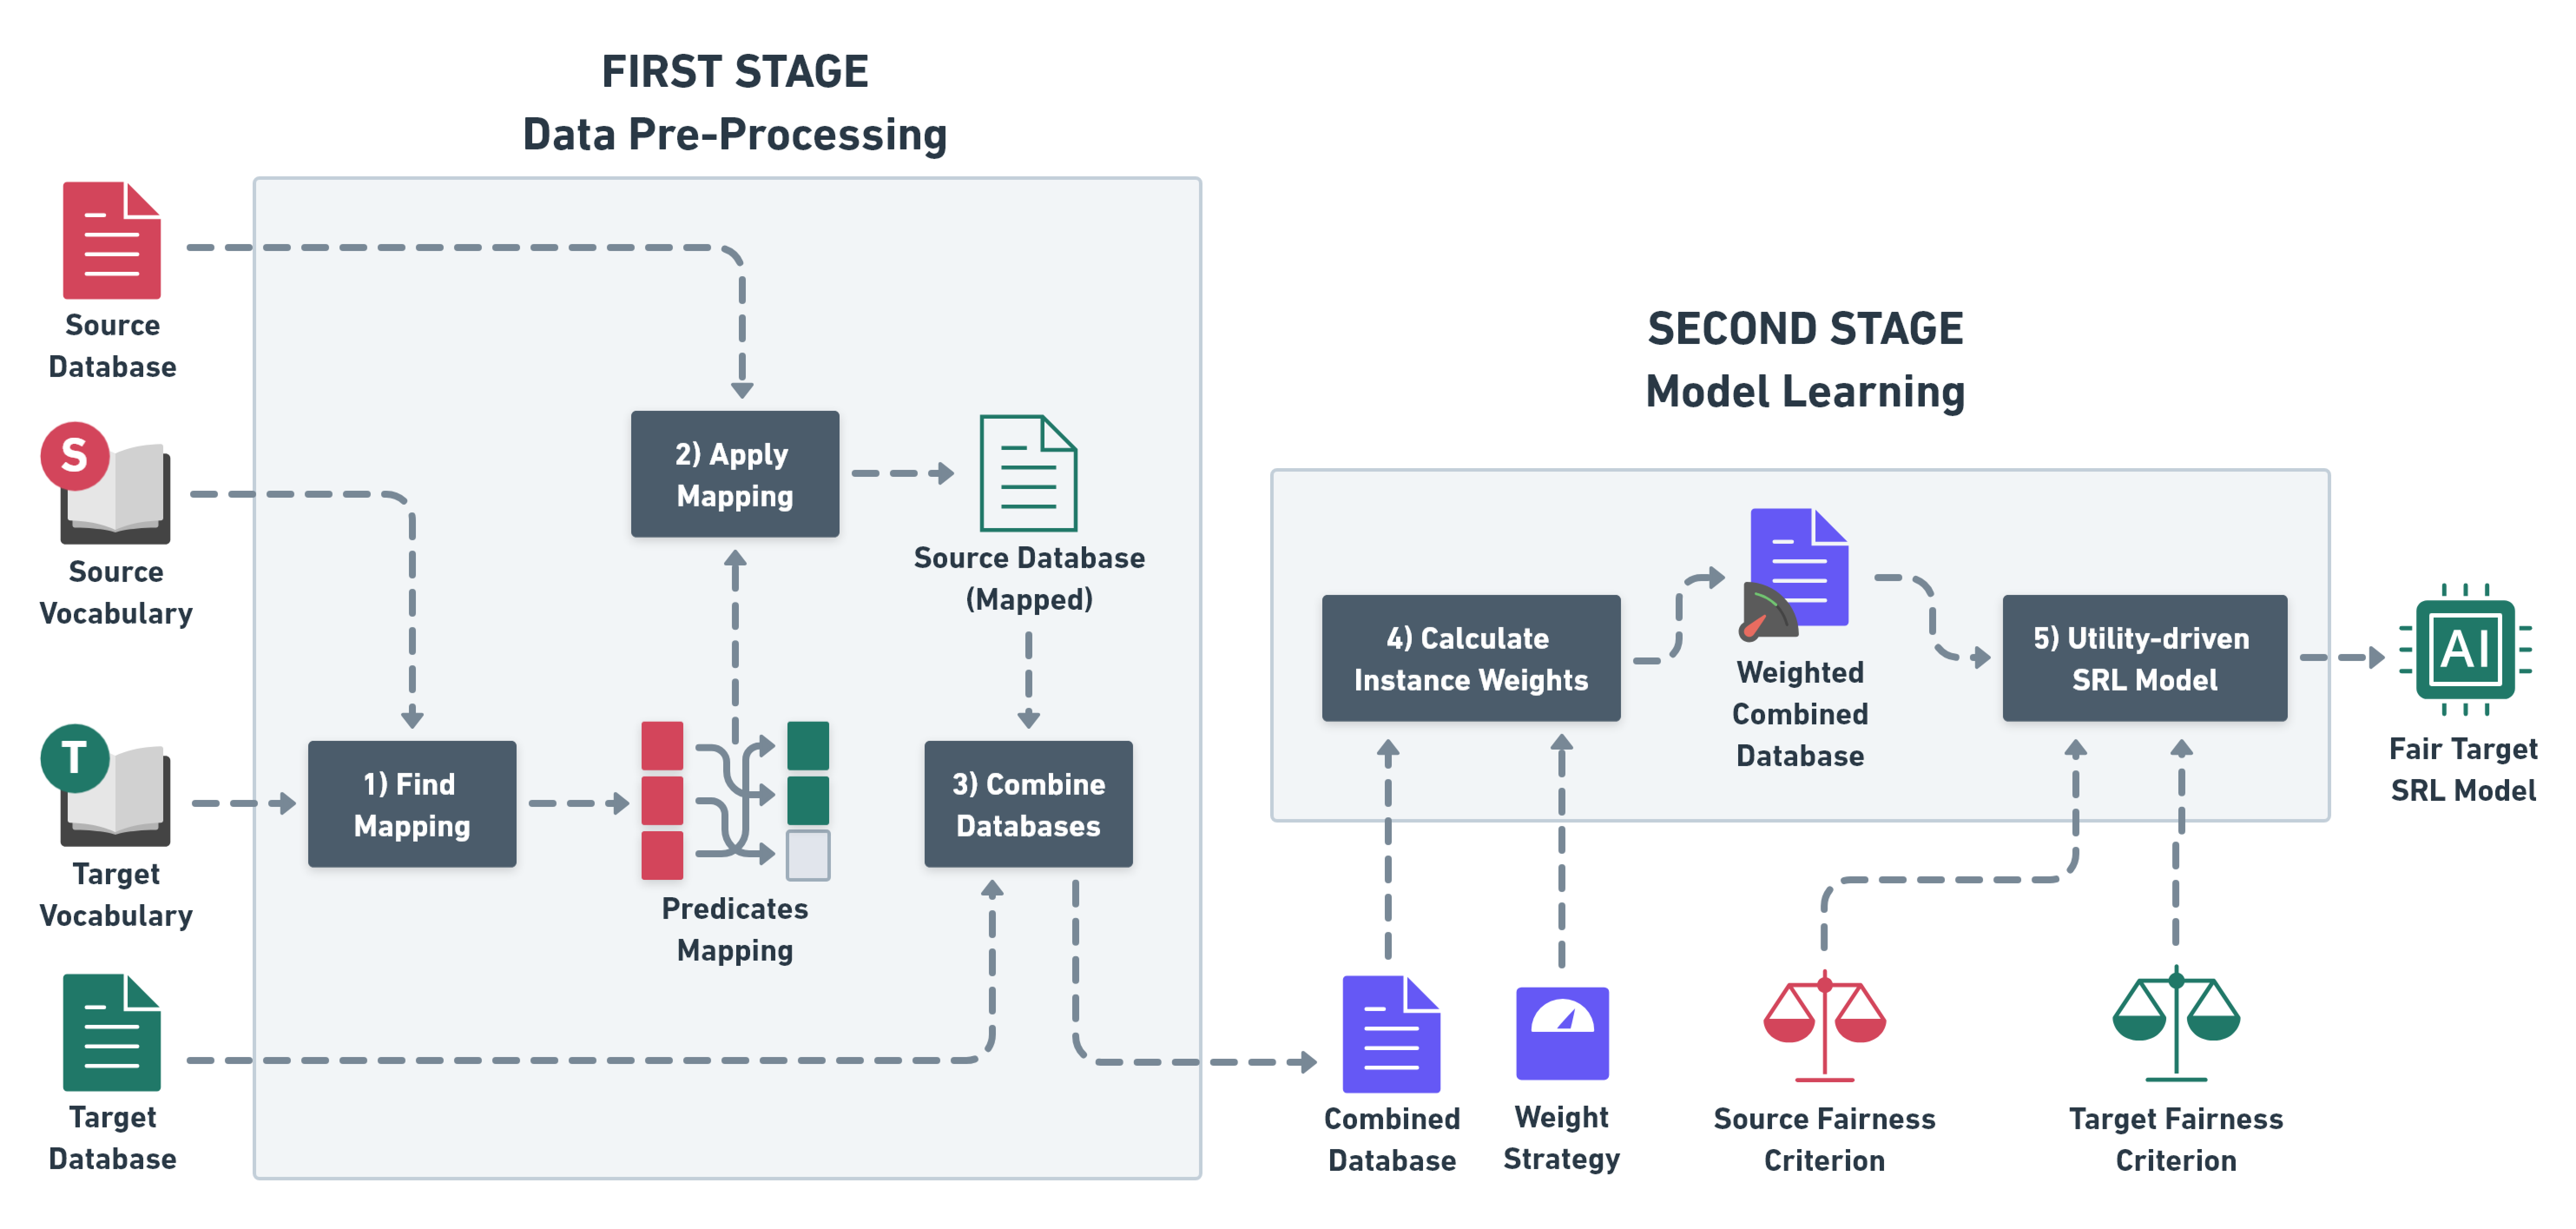 FIRST STAGE
Data Pre-Processing
Source
Database
S
Source
Vocabulary
T
Target
Vocabulary
Target
Database
1) Find
Mapping
2) Apply
Mapping
Predicates
Mapping
Source Database
(Mapped)
3) Combine
Databases
SECOND STAGE
Model Learning
4) Calculate
Instance Weights
Weighted
Combined
Database
5) Utility-driven
SRL Model
Combined
Database
Weight
Strategy
Source Fairness
Criterion
Target Fairness
Criterion
AI
Fair Target
SRL Model